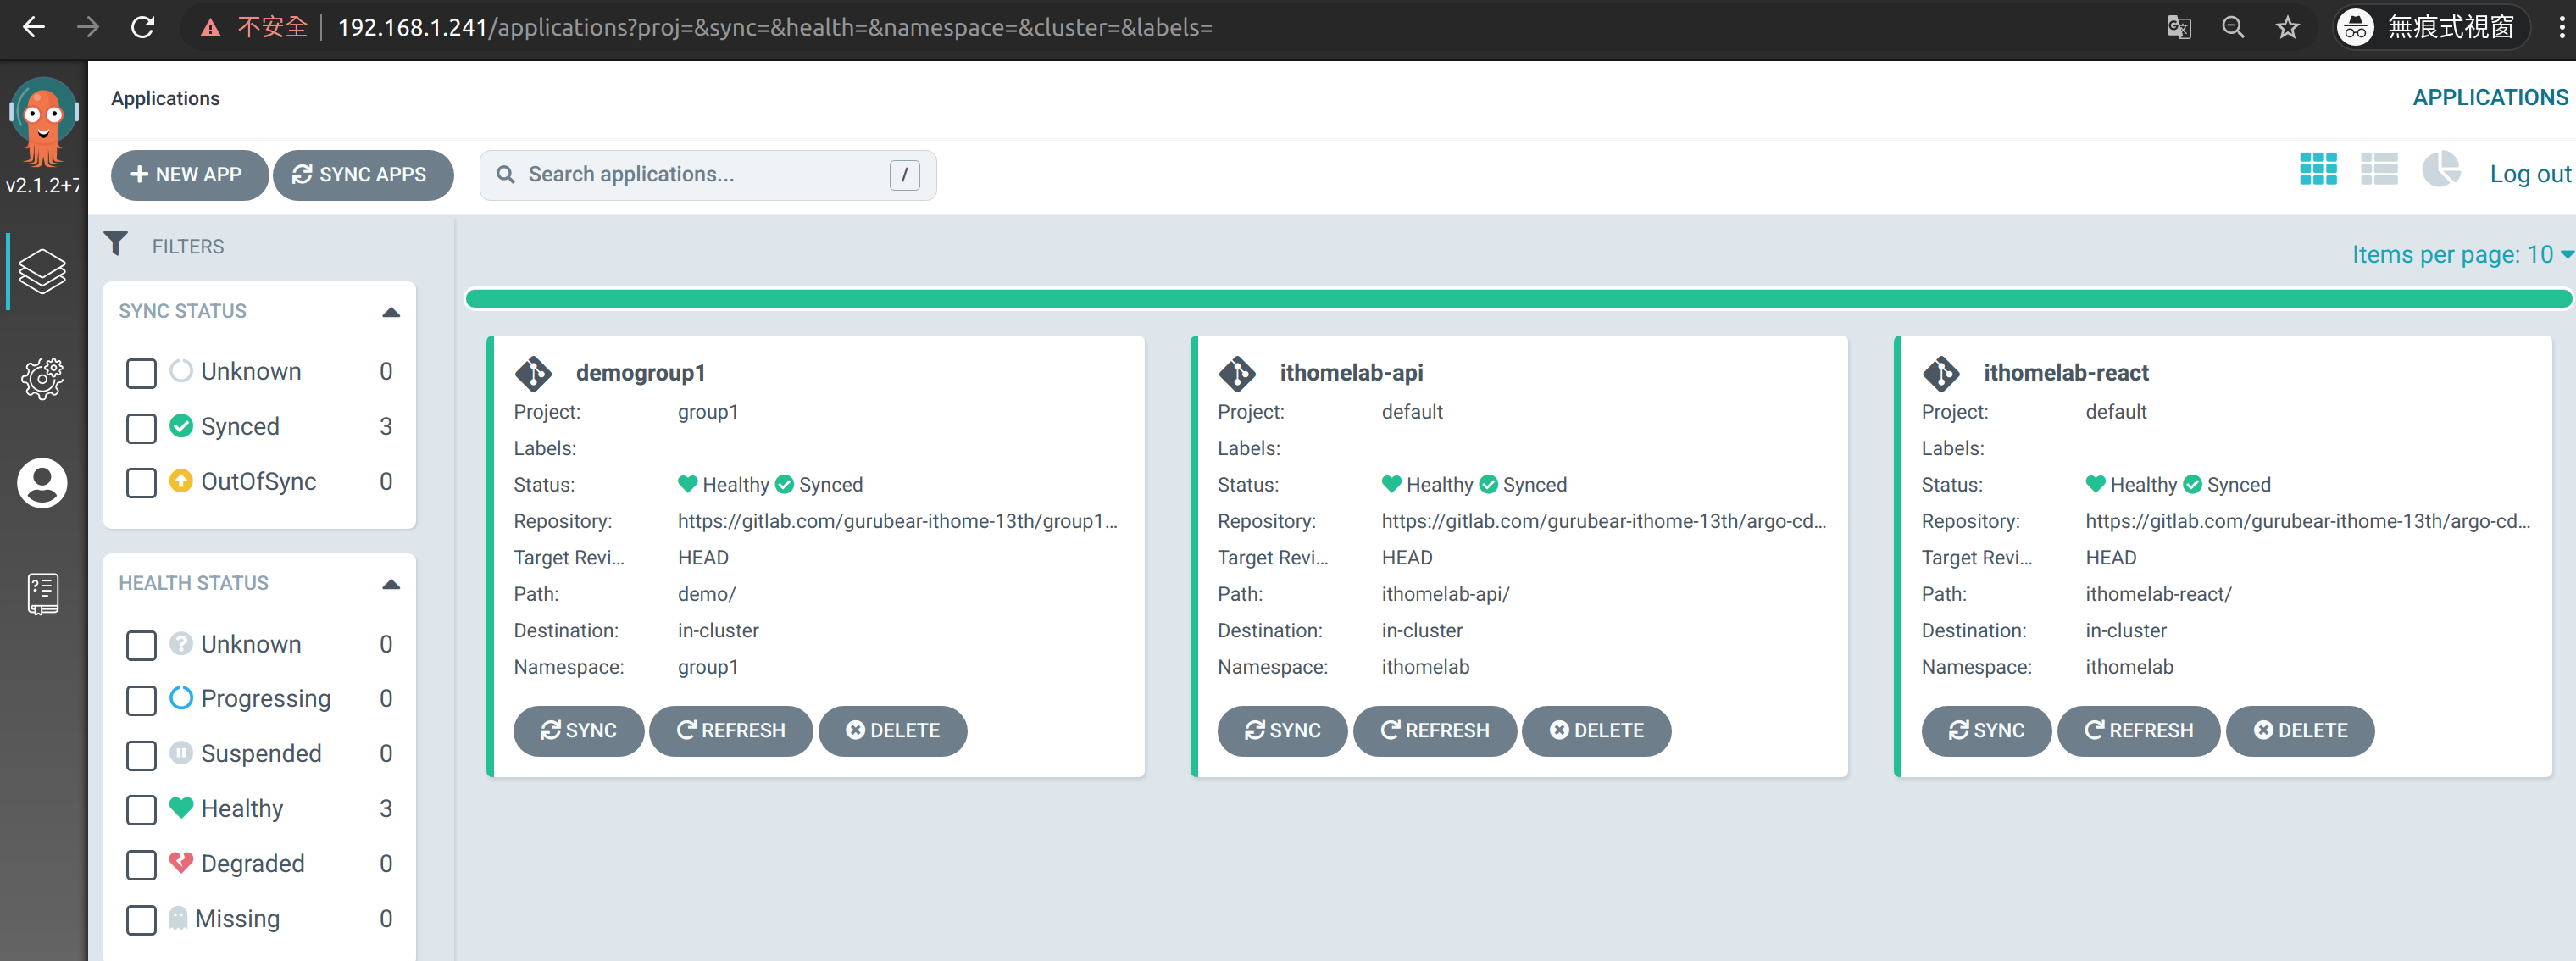 不安全 192.168.1.241/applications?proj=&sync=&health=&namespace=&cluster=&labels= 無痕式視窗
Applications APPLICATIONS
v2.1.2+7
NEW APP SYNC APPS Search applications... / Log out
FILTERS
Items per page: 10
SYNC STATUS
Unknown 0
Synced 3
OutOfSync 0
HEALTH STATUS
Unknown 0
Progressing 0
Suspended 0
Healthy 3
Degraded 0
Missing 0
demogroup1
Project: group1
Labels:
Status: Healthy Synced
Repository: https://gitlab.com/gurubear-ithome-13th/group1...
Target Revi... HEAD
Path: demo/
Destination: in-cluster
Namespace: group1
SYNC REFRESH DELETE
ithomelab-api
Project: default
Labels:
Status: Healthy Synced
Repository: https://gitlab.com/gurubear-ithome-13th/argo-cd...
Target Revi... HEAD
Path: ithomelab-api/
Destination: in-cluster
Namespace: ithomelab
SYNC REFRESH DELETE
ithomelab-react
Project: default
Labels:
Status: Healthy Synced
Repository: https://gitlab.com/gurubear-ithome-13th/argo-cd...
Target Revi... HEAD
Path: ithomelab-react/
Destination: in-cluster
Namespace: ithomelab
SYNC REFRESH DELETE